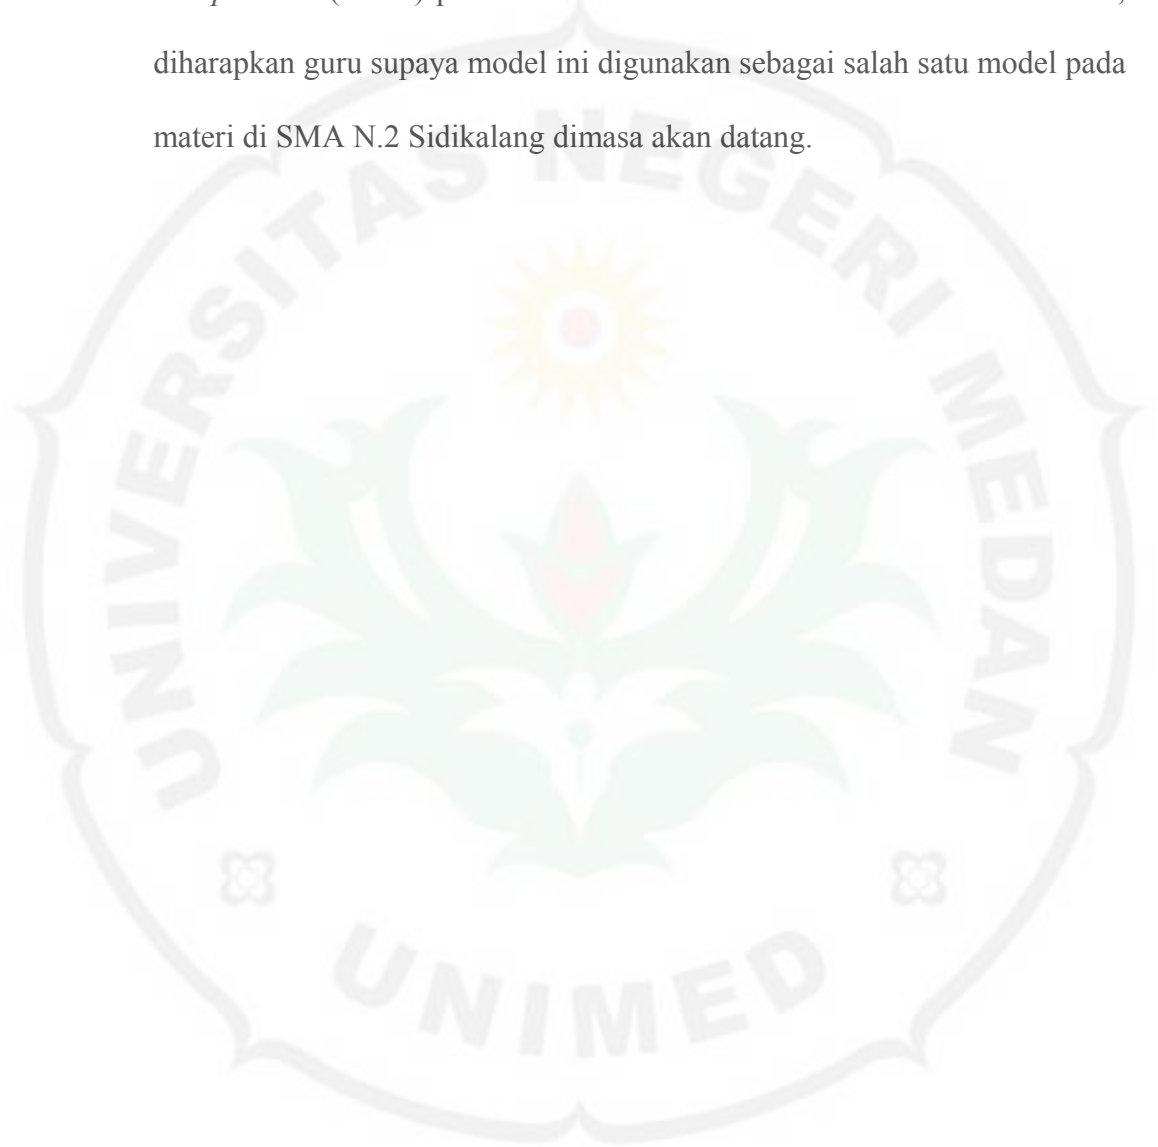 diharapkan guru supaya model ini digunakan sebagai salah satu model pada
materi di SMA N.2 Sidikalang dimasa akan datang.
UNIVERSITAS NEGERI MEDAN
UNIMED